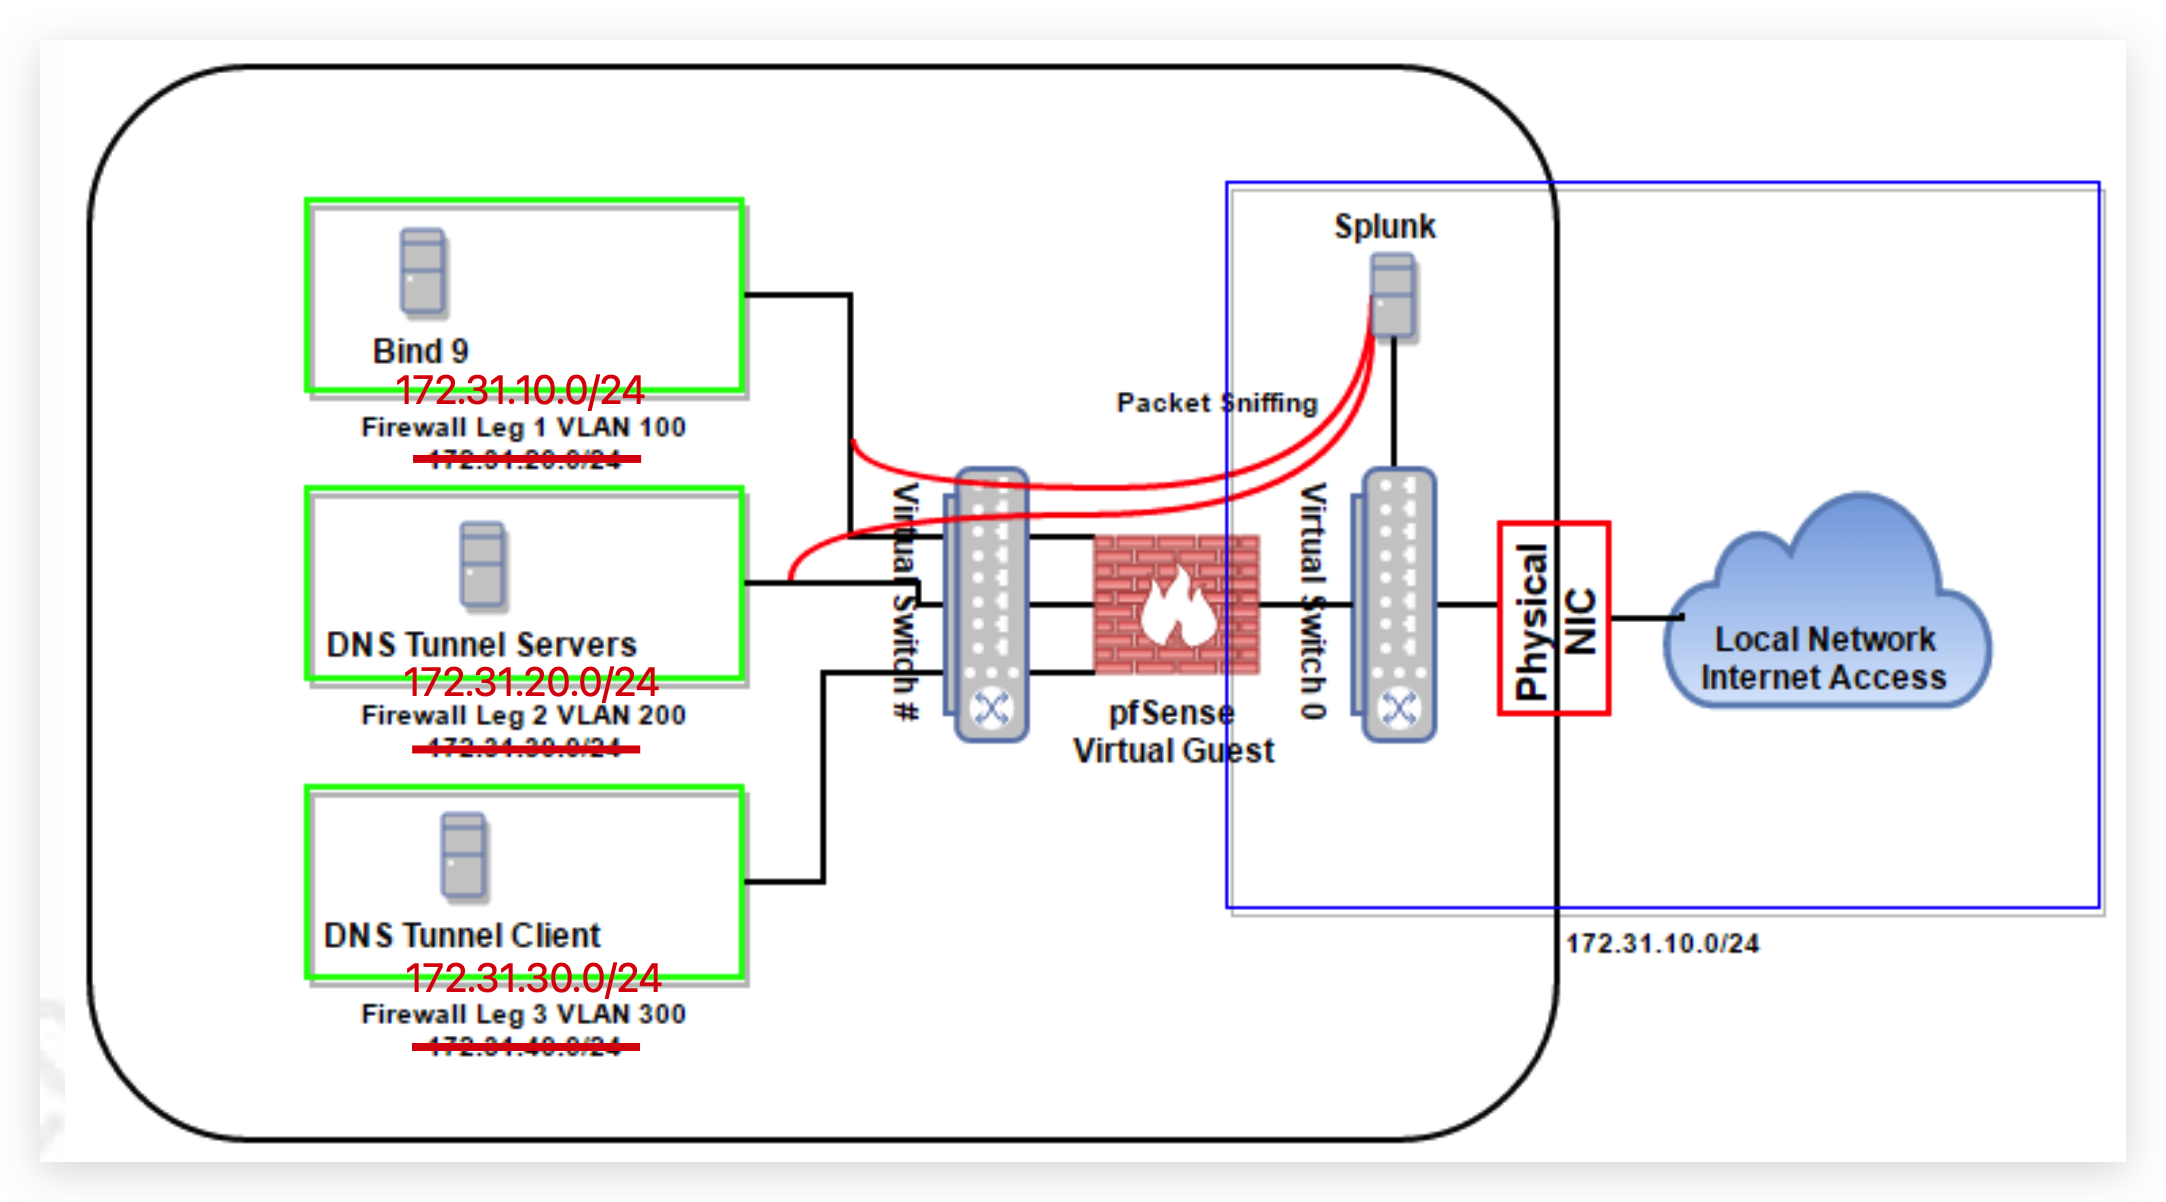 Splunk
Bind 9
172.31.10.0/24
Packet Sniffing
Firewall Leg 1 VLAN 100
172.31.20.0/24
Virtual Switch #
Virtual Switch 0
Physical
NIC
DNS Tunnel Servers
172.31.20.0/24
Local Network
Internet Access
Firewall Leg 2 VLAN 200
172.31.30.0/24
pfSense
Virtual Guest
DNS Tunnel Client
172.31.30.0/24
172.31.10.0/24
Firewall Leg 3 VLAN 300
172.31.40.0/24